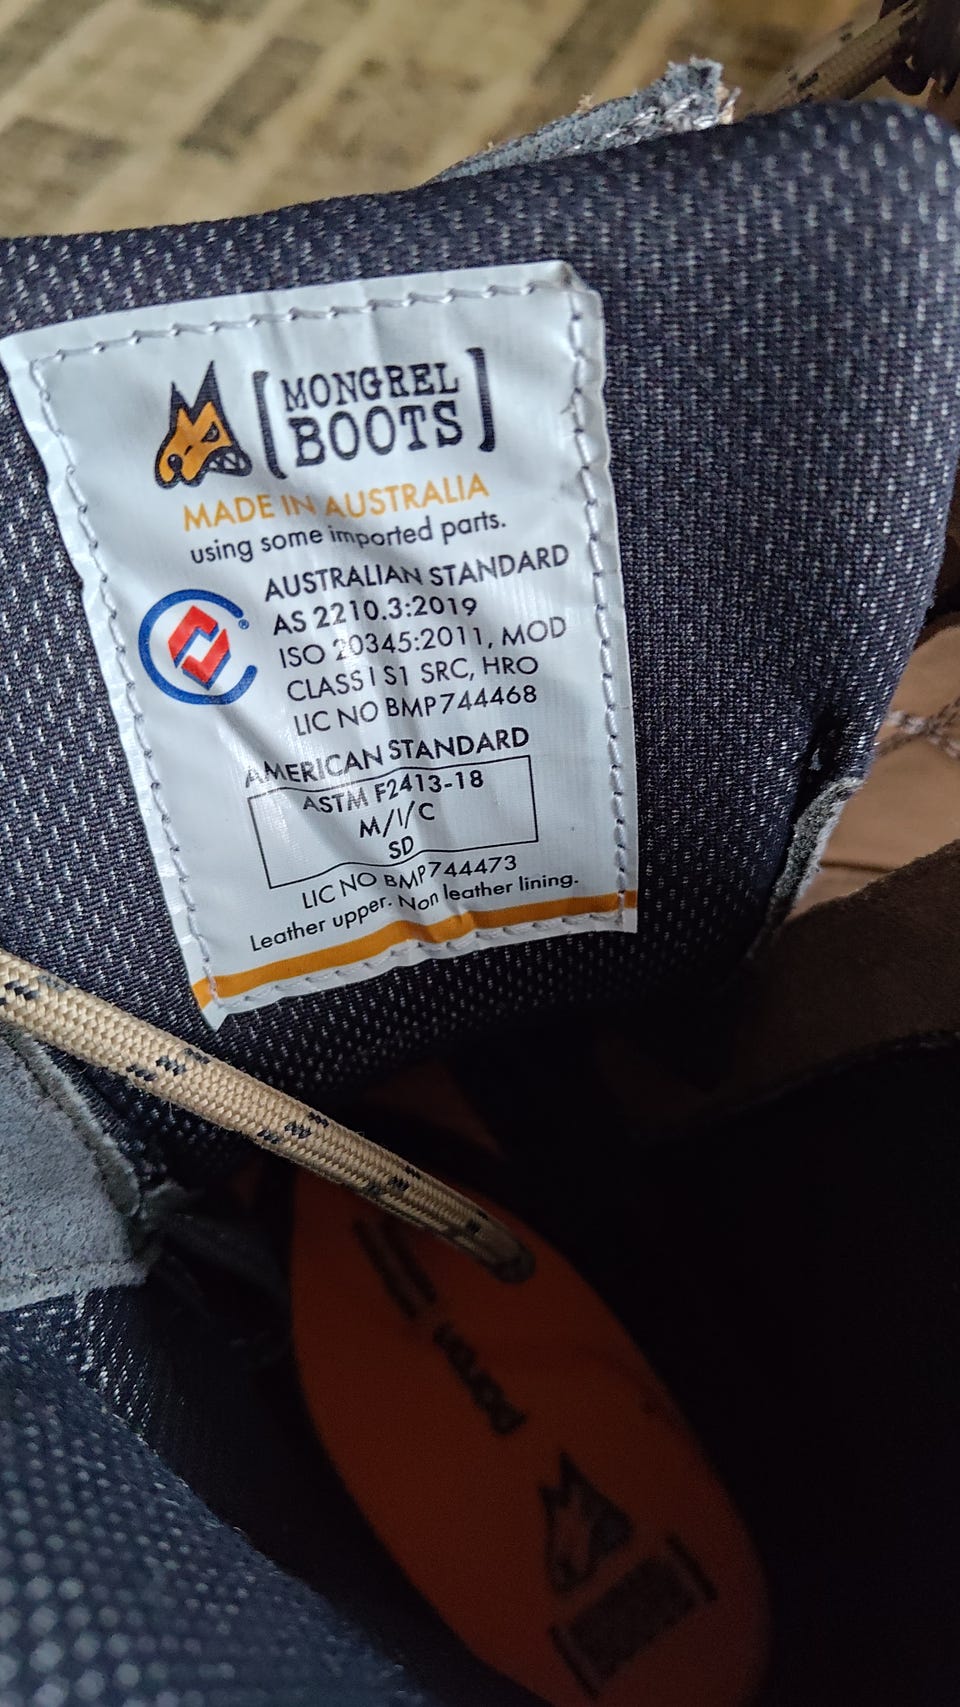 [MONGREL
BOOTS]
MADE IN AUSTRALIA
using some imported parts.
®
AUSTRALIAN STANDARD
AS 2210.3:2019
ISO 20345:2011, MOD
CLASS I S1 SRC, HRO
LIC NO BMP744468
AMERICAN STANDARD
ASTM F2413-18
M/I/C
SD
LIC NO BMP744473
Leather upper. Non leather lining.